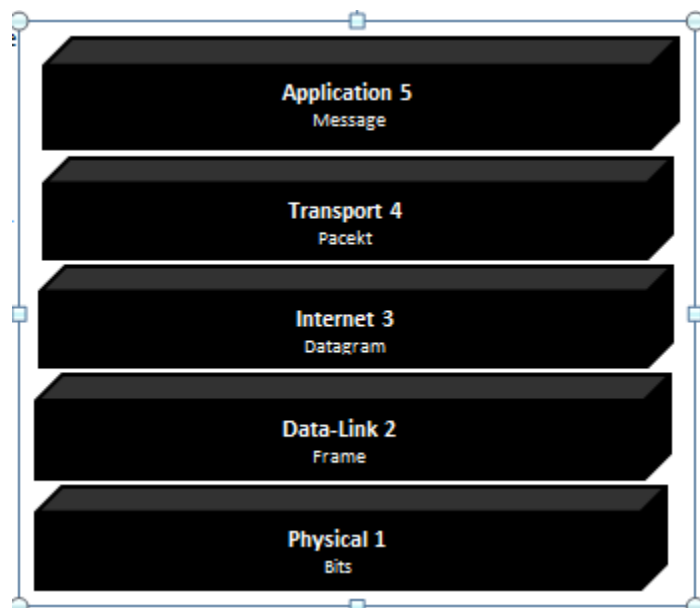 Application 5
Message
Transport 4
Pacekt
Internet 3
Datagram
Data-Link 2
Frame
Physical 1
Bits